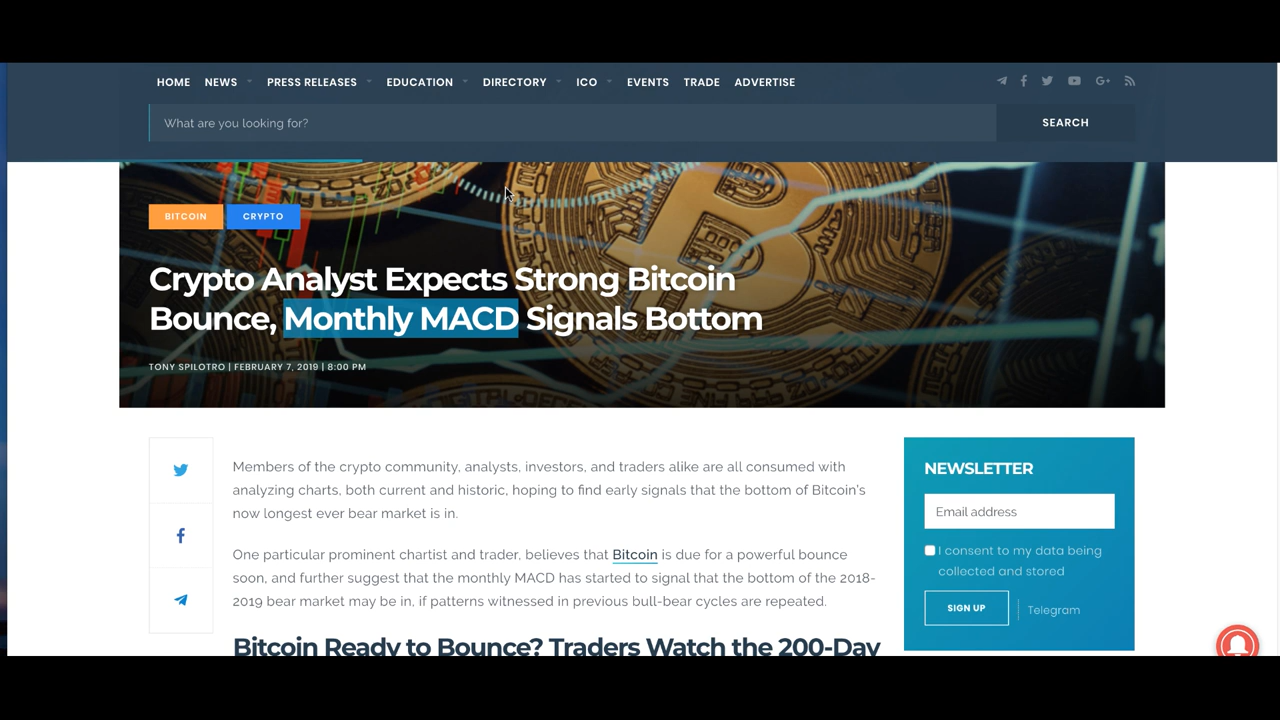 HOME NEWS PRESS RELEASES EDUCATION DIRECTORY ICO EVENTS TRADE ADVERTISE
What are you looking for?
SEARCH
BITCOIN CRYPTO
Crypto Analyst Expects Strong Bitcoin
Bounce, Monthly MACD Signals Bottom
TONY SPILOTRO | FEBRUARY 7, 2019 | 8:00 PM
Members of the crypto community, analysts, investors, and traders alike are all consumed with
analyzing charts, both current and historic, hoping to find early signals that the bottom of Bitcoin's
now longest ever bear market is in.
One particular prominent chartist and trader, believes that Bitcoin is due for a powerful bounce
soon, and further suggest that the monthly MACD has started to signal that the bottom of the 2018-
2019 bear market may be in, if patterns witnessed in previous bull-bear cycles are repeated.
Bitcoin Ready to Bounce? Traders Watch the 200-Day
NEWSLETTER
Email address
I consent to my data being
collected and stored
SIGN UP
Telegram